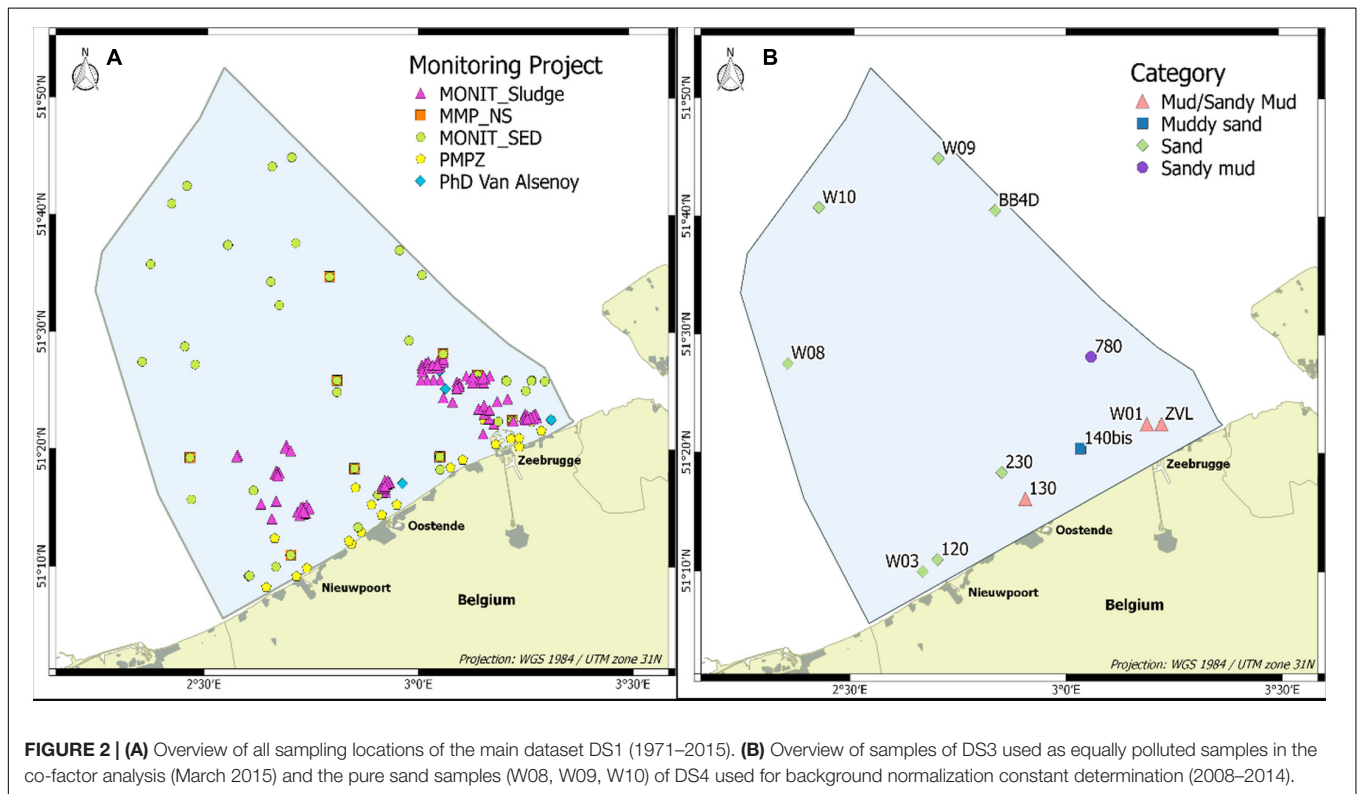 N
A
Monitoring Project
MONIT_Sludge
MMP_NS
MONIT_SED
PMPZ
PhD Van Alsenoy
51°50'N
51°40'N
51°30'N
51°20'N
51°10'N
Zeebrugge
Oostende
Nieuwpoort
Belgium
Projection: WGS 1984 / UTM zone 31N
2°30'E
3°0'E
3°30'E
N
B
Category
Mud/Sandy Mud
Muddy sand
Sand
Sandy mud
51°50'N
51°40'N
51°30'N
51°20'N
51°10'N
W09
W10
BB4D
W08
780
W01
ZVL
140bis
230
130
120
W03
Zeebrugge
Oostende
Nieuwpoort
Belgium
Projection: WGS 1984 / UTM zone 31N
2°30'E
3°0'E
3°30'E
FIGURE 2 | (A) Overview of all sampling locations of the main dataset DS1 (1971–2015). (B) Overview of samples of DS3 used as equally polluted samples in the
co-factor analysis (March 2015) and the pure sand samples (W08, W09, W10) of DS4 used for background normalization constant determination (2008–2014).